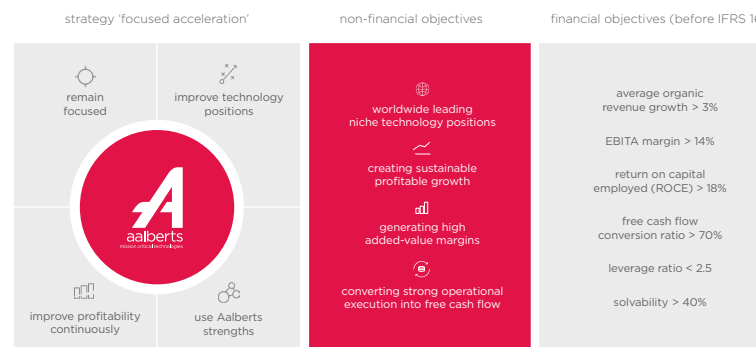 strategy ‘focused acceleration’
remain
focused
improve technology
positions
aalberts
mission critical technologies
improve profitability
continuously
use Aalberts
strengths
non-financial objectives
worldwide leading
niche technology positions
creating sustainable
profitable growth
generating high
added-value margins
converting strong operational
execution into free cash flow
financial objectives (before IFRS 16
average organic
revenue growth > 3%
EBITA margin > 14%
return on capital
employed (ROCE) > 18%
free cash flow
conversion ratio > 70%
leverage ratio < 2.5
solvability > 40%